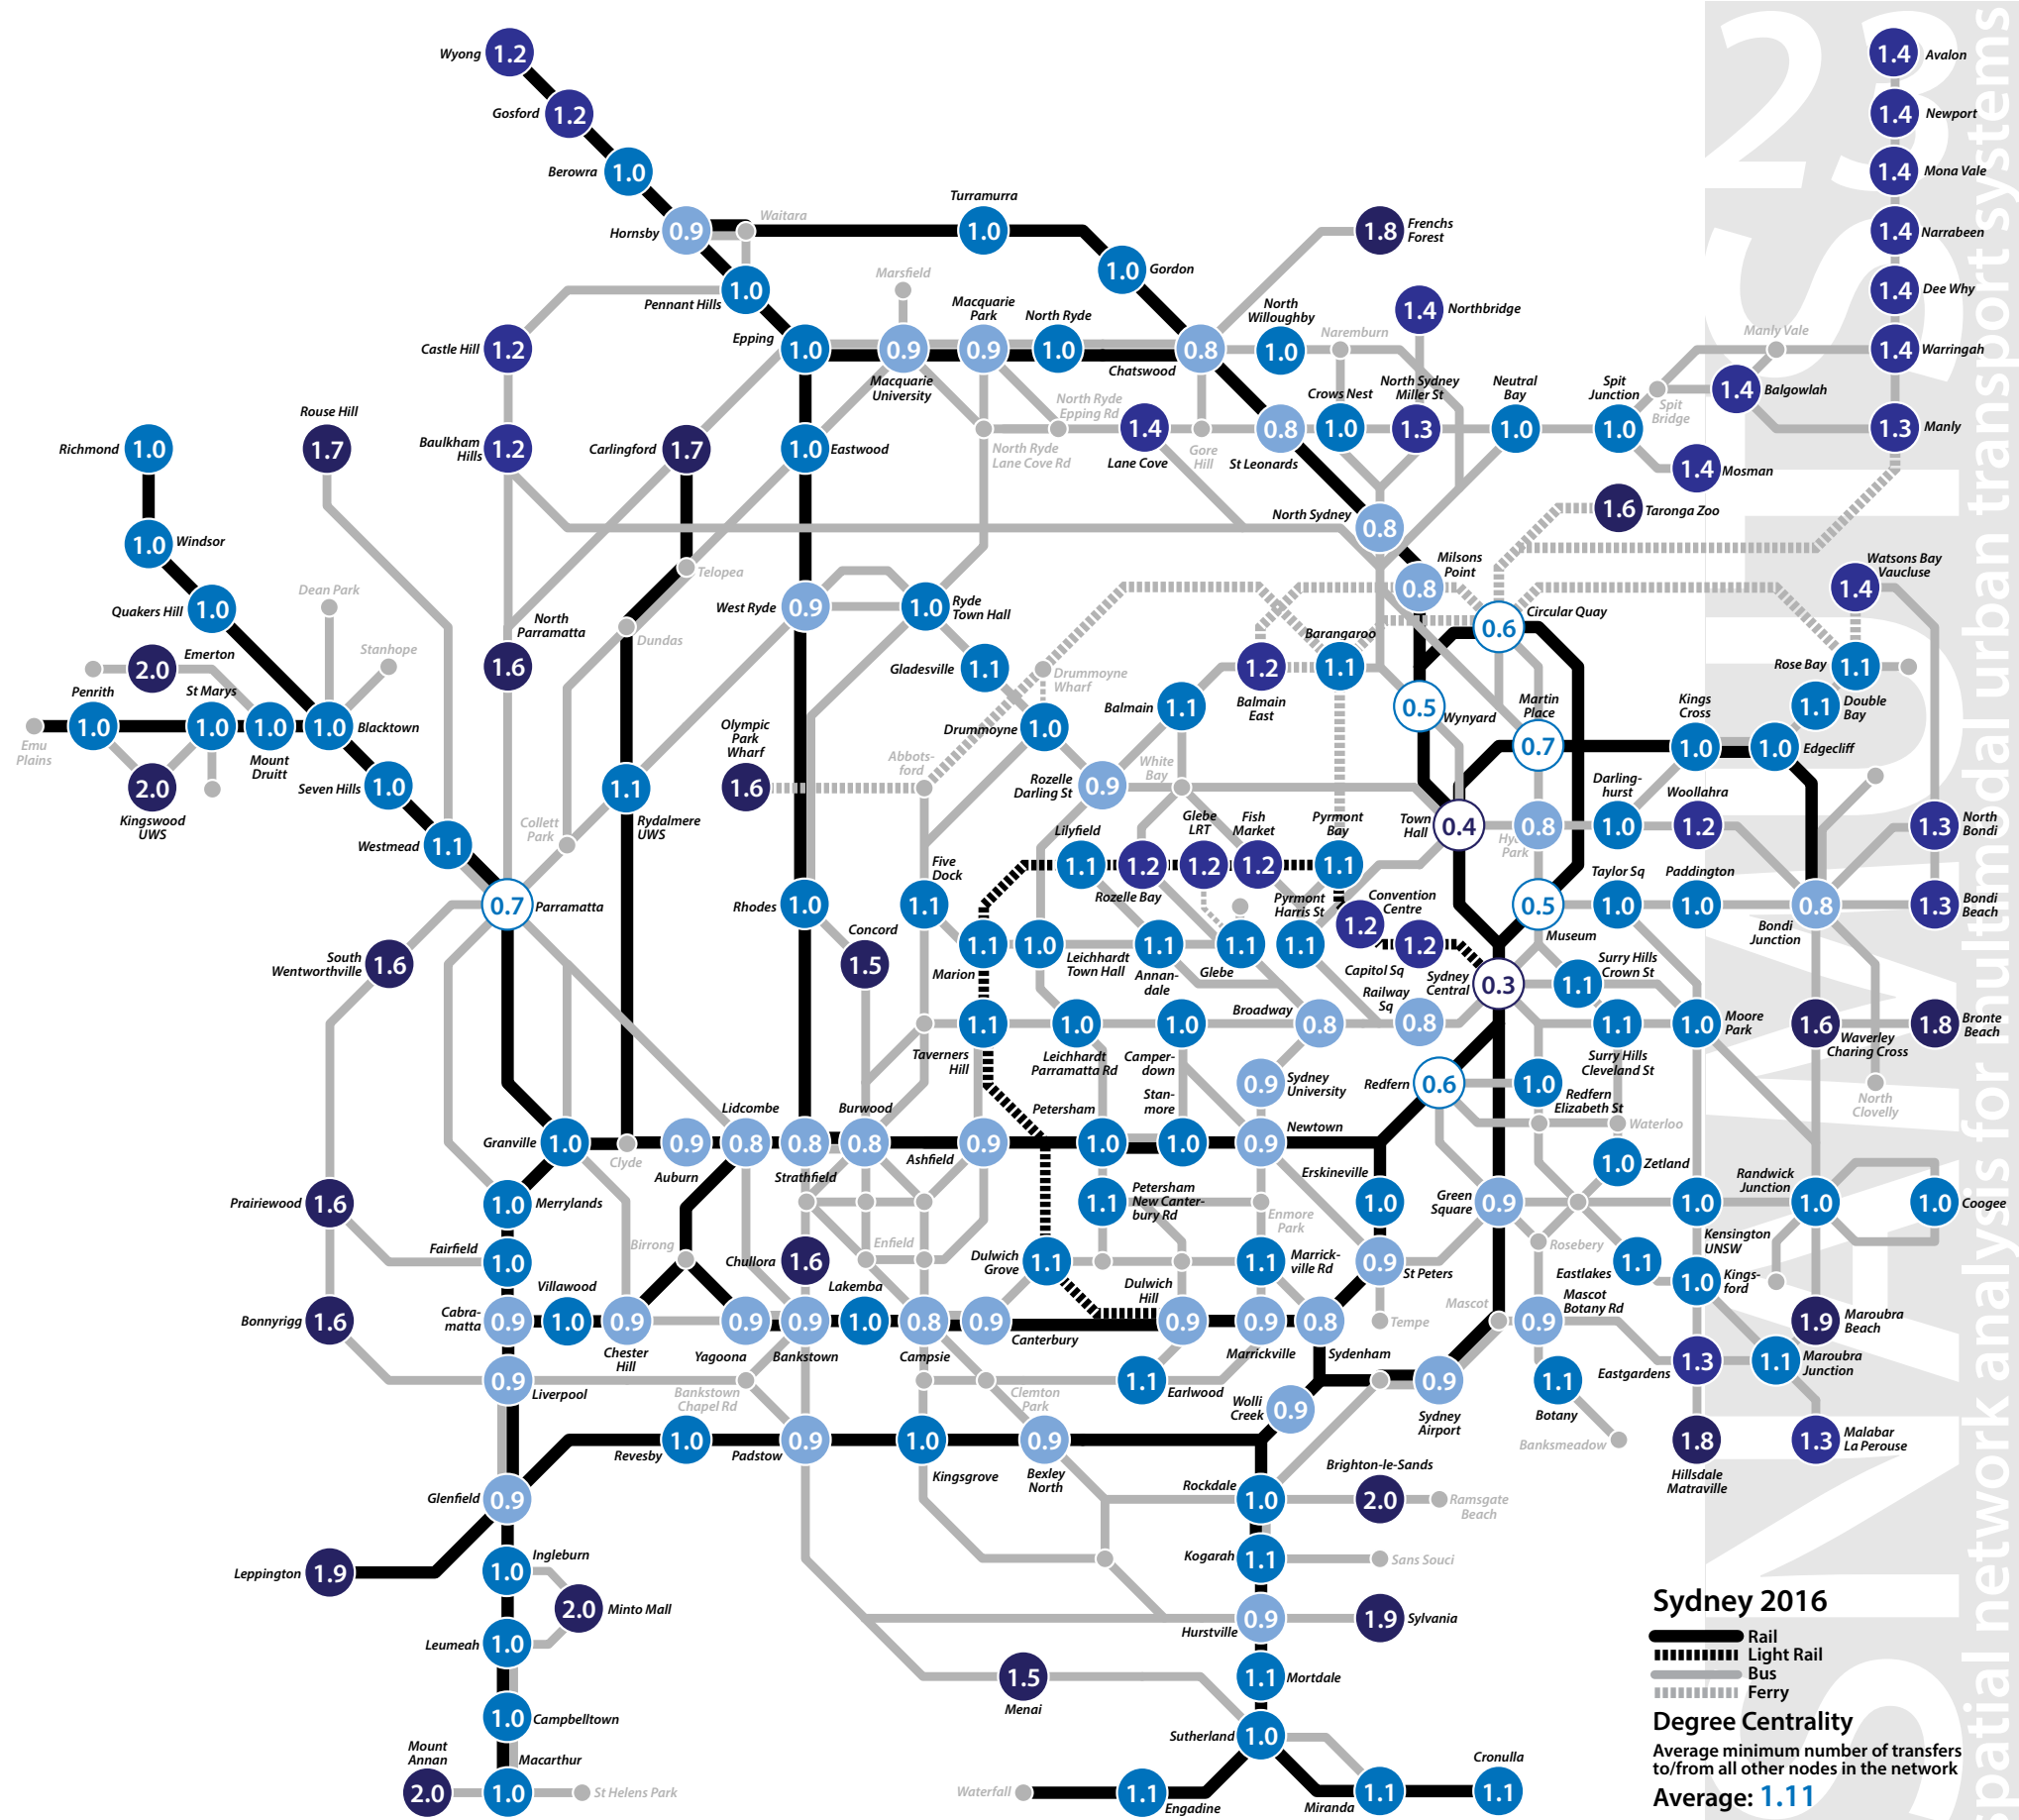 23
SNAMUTS
spatial network analysis for multimodal urban transport systems
Wyong 1.2
Gosford 1.2
Berowra 1.0
Hornsby 0.9
Waitara
Turramurra
1.0
Frenchs
Forest
1.8
1.4 Avalon
1.4 Newport
1.4 Mona Vale
1.4 Narrabeen
1.4 Dee Why
1.4 Warringah
1.3 Manly
Pennant Hills 1.0
Gordon 1.0
Marsfield
Castle Hill 1.2
Epping 1.0
0.9
Macquarie
University
Macquarie
Park
0.9
North Ryde
1.0
Chatswood 0.8
North
Willoughby
1.0
Naremburn
1.4 Northbridge
Manly Vale
1.4 Balgowlah
Spit
Bridge
Richmond 1.0
Rouse Hill
1.7
Baulkham
Hills
1.2
Carlingford 1.7
1.0 Eastwood
North Ryde
Lane Cove Rd
North Ryde
Epping Rd
1.4
Lane Cove
Gore
Hill
0.8
St Leonards
Crows Nest
1.0
North Sydney
Miller St
1.3
Neutral
Bay
1.0
Spit
Junction
1.0
1.4 Mosman
1.0 Windsor
Quakers Hill 1.0
Dean Park
Stanhope
Telopea
Dundas
North
Parramatta
1.6
West Ryde 0.9
1.0 Ryde
Town Hall
North Sydney 0.8
Milsons
Point
0.8
1.6 Taronga Zoo
Circular Quay
0.6
Watsons Bay
Vaucluse
1.4
2.0 Emerton
Penrith
1.0
St Marys
1.0
1.0
Mount
Druitt
1.0 Blacktown
Emu
Plains
2.0
Kingswood
UWS
Seven Hills 1.0
Westmead 1.1
Gladesville 1.1
Drummoyne
Wharf
Drummoyne 1.0
Olympic
Park
Wharf
1.6
Abbots-
ford
Balmain 1.1
1.2
Balmain
East
Barangaroo
1.1
0.5
Wynyard
Martin
Place
0.7
Kings
Cross
1.0
1.0 Edgecliff
Rose Bay 1.1
1.1 Double
Bay
Collett
Park
1.1
Rydalmere
UWS
Rozelle
Darling St
0.9
White
Bay
Town
Hall
0.4
0.8
Hyde
Park
Darling-
hurst
1.0
Woollahra
1.2
1.3 North
Bondi
Lilyfield
1.1
1.2
Rozelle Bay
Glebe
LRT
1.2
Fish
Market
1.2
Pyrmont
Bay
1.1
0.7 Parramatta
Rhodes 1.0
Five
Dock
1.1
Concord
1.5
Marion
1.1
1.0
Leichhardt
Town Hall
1.1
Annan-
dale
1.1
Glebe
Pyrmont
Harris St
1.1
Convention
Centre
1.2
Capitol Sq
1.2
0.5
Museum
Taylor Sq
1.0
Paddington
1.0
0.8
Bondi
Junction
1.3 Bondi
Beach
South
Wentworthville
1.6
Sydney
Central
0.3
1.1
Surry Hills
Crown St
Taverners
Hill
1.1
1.0
Leichhardt
Parramatta Rd
1.0
Camper-
down
Broadway
0.8
Railway
Sq
0.8
1.1
Surry Hills
Cleveland St
1.0 Moore
Park
1.6
Waverley
Charing Cross
1.8 Bronte
Beach
North
Clovelly
0.9 Sydney
University
Redfern 0.6
1.0
Redfern
Elizabeth St
Waterloo
Granville 1.0
Clyde
0.9
Auburn
Lidcombe
0.8
0.8
Strathfield
Burwood
0.8
Ashfield 0.9
Petersham
1.0
Stan-
more
1.0
0.9 Newtown
1.0 Zetland
Prairiewood 1.6
1.0 Merrylands
1.1 Petersham
New Canter-
bury Rd
Enmore
Park
Erskineville
1.0
Green
Square
0.9
1.0
Kensington
UNSW
Randwick
Junction
1.0
1.0 Coogee
Fairfield 1.0
Birrong
Chullora 1.6
Enfield
Dulwich
Grove
1.1
1.1 Marrick-
ville Rd
0.9 St Peters
Rosebery
Eastlakes 1.1
1.0 Kings-
ford
Bonnyrigg 1.6
Cabra-
matta
0.9
Villawood
1.0
0.9
Chester
Hill
0.9
Yagoona
0.9
Bankstown
Lakemba
1.0
0.8
Campsie
0.9 Canterbury
Dulwich
Hill
0.9
0.9
Marrickville
0.8
Sydenham
Tempe
Mascot
0.9
Mascot
Botany Rd
1.9
Maroubra
Beach
0.9 Liverpool
Bankstown
Chapel Rd
Clemton
Park
1.1 Earlwood
Wolli
Creek
0.9
0.9
Sydney
Airport
1.1
Botany
Eastgardens 1.3
1.1
Maroubra
Junction
Revesby 1.0
Padstow 0.9
1.0
Kingsgrove
0.9
Bexley
North
Banksmeadow
1.8
Hillsdale
Matraville
1.3 Malabar
La Perouse
Glenfield 0.9
Rockdale 1.0
Brighton-le-Sands
2.0
Ramsgate
Beach
Leppington 1.9
1.0 Ingleburn
Kogarah 1.1
Sans Souci
2.0 Minto Mall
Leumeah 1.0
0.9
Hurstville
1.9 Sylvania
1.5
Menai
1.1 Mortdale
1.0 Campbelltown
Sutherland 1.0
Mount
Annan
2.0
Macarthur
1.0
St Helens Park
Waterfall
1.1
Engadine
1.1
Miranda
Cronulla
1.1
Sydney 2016
Rail
Light Rail
Bus
Ferry
Degree Centrality
Average minimum number of transfers
to/from all other nodes in the network
Average: 1.11